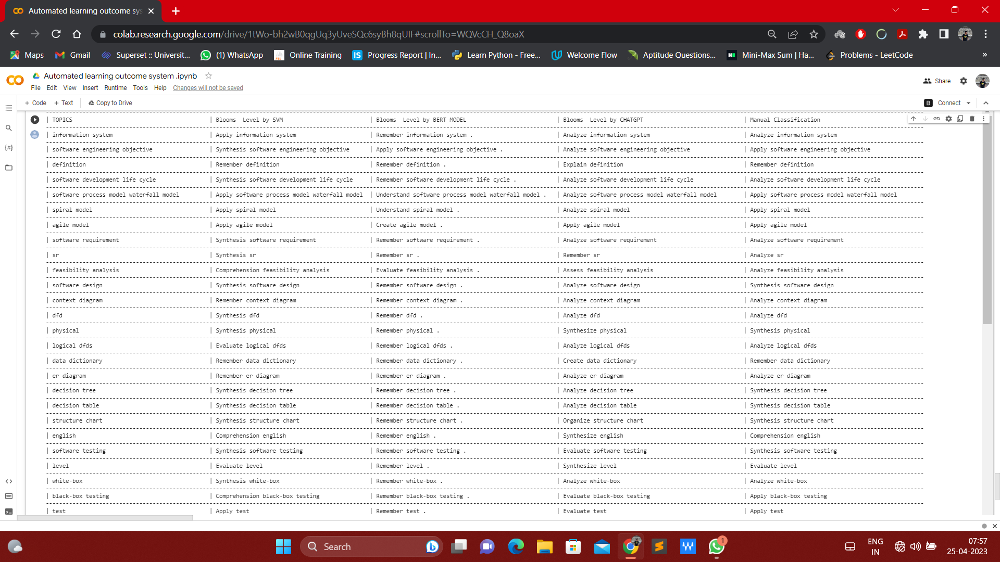 Automated learning outcome sys
colab.research.google.com/drive/1tWo-bh2wB0qgUq3yUveSQc6syBh8qUIF#scrollTo=WQVcCH_Q8oaX
Maps Gmail Superset :: Universit... (1) WhatsApp Online Training Progress Report | In... Learn Python - Free... Welcome Flow Aptitude Questions... Mini-Max Sum | Ha... Problems - LeetCode »
Automated learning outcome system .ipynb
File Edit View Insert Runtime Tools Help Changes will not be saved
Share
+ Code + Text Copy to Drive
B Connect
| TOPICS | Blooms Level by SVM | Blooms Level by BERT MODEL | Blooms Level by CHATGPT | Manual Classification
| information system | Apply information system | Remember information system . | Analyze information system | Analyze information system
| software engineering objective | Synthesis software engineering objective | Apply software engineering objective . | Analyze software engineering objective | Apply software engineering objective
| definition | Remember definition | Remember definition . | Explain definition | Remember definition
| software development life cycle | Synthesis software development life cycle | Remember software development life cycle . | Analyze software development life cycle | Analyze software development life cycle
| software process model waterfall model | Apply software process model waterfall model | Understand software process model waterfall model . | Analyze software process model waterfall model | Apply software process model waterfall model
| spiral model | Apply spiral model | Understand spiral model . | Analyze spiral model | Apply spiral model
| agile model | Apply agile model | Create agile model . | Apply agile model | Apply agile model
| software requirement | Synthesis software requirement | Remember software requirement . | Analyze software requirement | Analyze software requirement
| sr | Synthesis sr | Remember sr . | Remember sr | Analyze sr
| feasibility analysis | Comprehension feasibility analysis | Evaluate feasibility analysis . | Assess feasibility analysis | Analyze feasibility analysis
| software design | Synthesis software design | Remember software design . | Analyze software design | Synthesis software design
| context diagram | Remember context diagram | Remember context diagram . | Analyze context diagram | Analyze context diagram
| dfd | Synthesis dfd | Remember dfd . | Analyze dfd | Analyze dfd
| physical | Synthesis physical | Remember physical . | Synthesize physical | Synthesis physical
| logical dfds | Evaluate logical dfds | Remember logical dfds . | Analyze logical dfds | Analyze logical dfds
| data dictionary | Remember data dictionary | Remember data dictionary . | Create data dictionary | Remember data dictionary
| er diagram | Remember er diagram | Remember er diagram . | Analyze er diagram | Analyze er diagram
| decision tree | Synthesis decision tree | Remember decision tree . | Analyze decision tree | Synthesis decision tree
| decision table | Synthesis decision table | Remember decision table . | Analyze decision table | Synthesis decision table
| structure chart | Synthesis structure chart | Remember structure chart . | Organize structure chart | Synthesis structure chart
| english | Comprehension english | Remember english . | Synthesize english | Comprehension english
| software testing | Synthesis software testing | Remember software testing . | Evaluate software testing | Synthesis software testing
| level | Evaluate level | Remember level . | Synthesize level | Evaluate level
| white-box | Synthesis white-box | Remember white-box . | Analyze white-box | Analyze white-box
| black-box testing | Comprehension black-box testing | Remember black-box testing . | Evaluate black-box testing | Apply black-box testing
| test | Apply test | Remember test . | Evaluate test | Apply test
Search
1
ENG
IN
07:57
25-04-2023